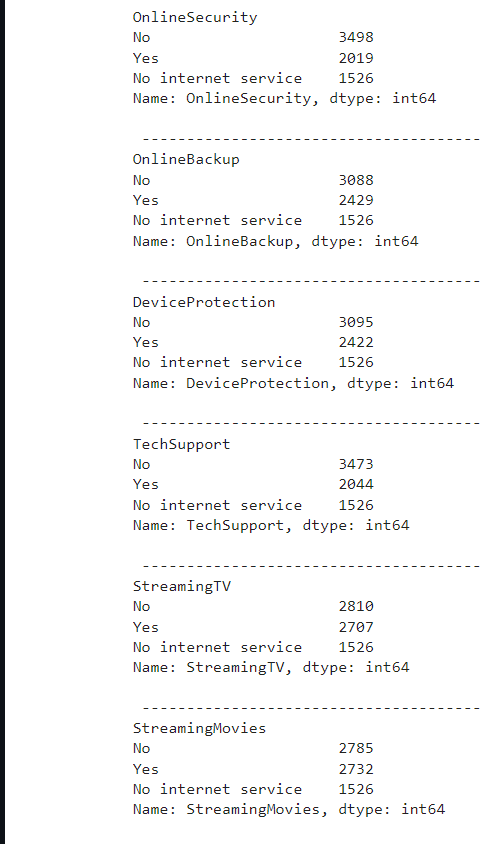 OnlineSecurity
No                     3498
Yes                    2019
No internet service    1526
Name: OnlineSecurity, dtype: int64
--------------------------------------
OnlineBackup
No                     3088
Yes                    2429
No internet service    1526
Name: OnlineBackup, dtype: int64
--------------------------------------
DeviceProtection
No                     3095
Yes                    2422
No internet service    1526
Name: DeviceProtection, dtype: int64
--------------------------------------
TechSupport
No                     3473
Yes                    2044
No internet service    1526
Name: TechSupport, dtype: int64
--------------------------------------
StreamingTV
No                     2810
Yes                    2707
No internet service    1526
Name: StreamingTV, dtype: int64
--------------------------------------
StreamingMovies
No                     2785
Yes                    2732
No internet service    1526
Name: StreamingMovies, dtype: int64